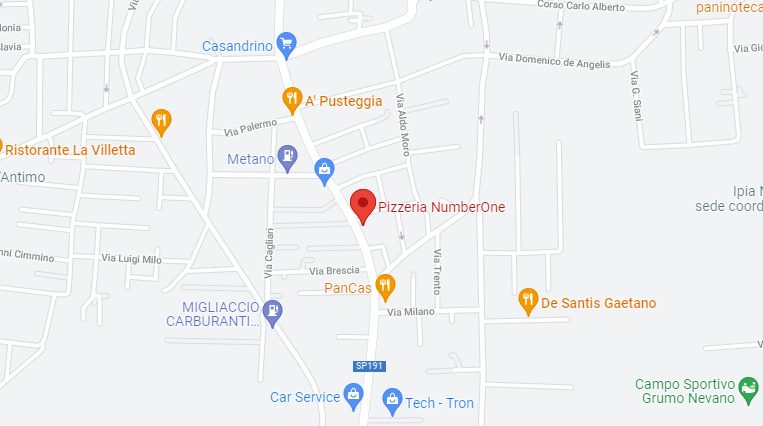 Corso Carlo Alberto
paninoteca
olonia
slavia
Casandrino
Via Domenico de Angelis
Via Gio
A' Pusteggia
Via Aldo Moro
Via G. Siani
Via Palermo
Ristorante La Villetta
Metano
'Antimo
Pizzeria NumberOne
Ipia N
sede coord
nni Cimmino
Via Luigi Milo
Via Cagliari
Via Brescia
Via Trento
PanCas
MIGLIACCIO
CARBURANTI...
De Santis Gaetano
Via Milano
SP191
Campo Sportivo
Grumo Nevano
Car Service
Tech - Tron